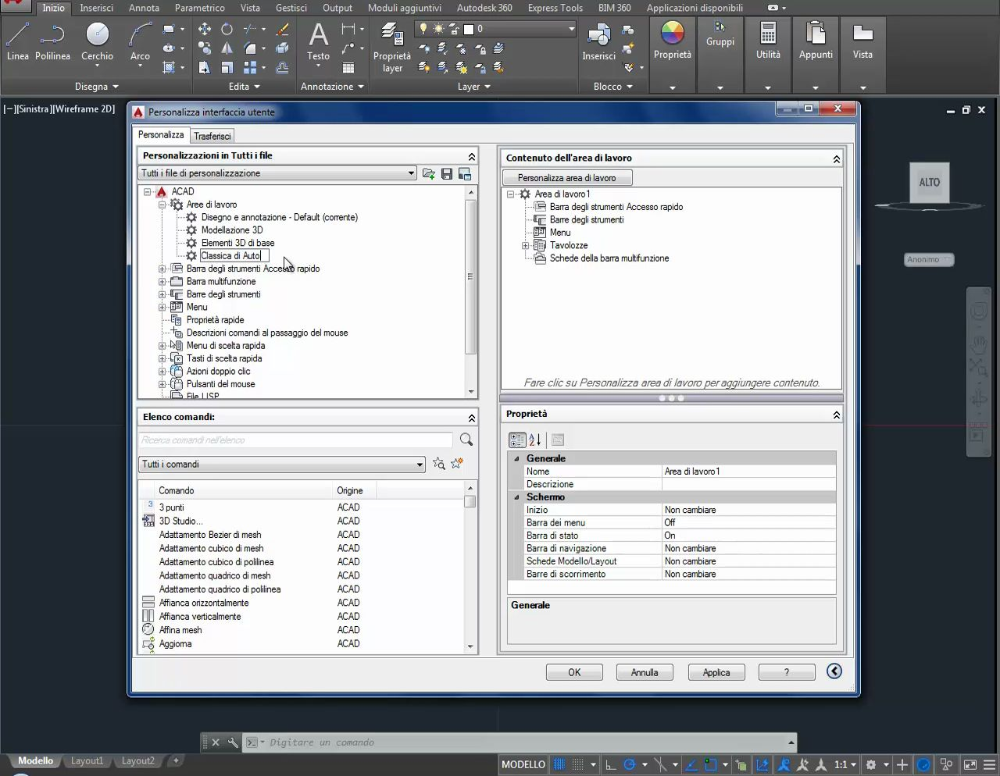 Inizio Inserisci Annota Parametrico Vista Gestisci Output Moduli aggiuntivi Autodesk 360 Express Tools BIM 360 Applicazioni disponibili
0
Linea Polilinea Cerchio Arco Testo Proprietà layer Inserisci Proprietà Gruppi Utilità Appunti Vista
Disegna Edita Annotazione Layer Blocco
[−][Sinistra][Wireframe 2D]
ALTO
Anonimo
Personalizza interfaccia utente
Personalizza Trasferisci
Personalizzazioni in Tutti i file
Tutti i file di personalizzazione
ACAD
Aree di lavoro
Disegno e annotazione - Default (corrente)
Modellazione 3D
Elementi 3D di base
Classica di Auto
Barra degli strumenti Accesso rapido
Barra multifunzione
Barre degli strumenti
Menu
Proprietà rapide
Descrizioni comandi al passaggio del mouse
Menu di scelta rapida
Tasti di scelta rapida
Azioni doppio clic
Pulsanti del mouse
File LISP
Elenco comandi:
Ricerca comandi nell'elenco
Tutti i comandi
Comando Origine
3 punti ACAD
3D Studio... ACAD
Adattamento Bezier di mesh ACAD
Adattamento cubico di mesh ACAD
Adattamento cubico di polilinea ACAD
Adattamento quadrico di mesh ACAD
Adattamento quadrico di polilinea ACAD
Affianca orizzontalmente ACAD
Affianca verticalmente ACAD
Affina mesh ACAD
Aggiorna ACAD
Contenuto dell'area di lavoro
Personalizza area di lavoro
Area di lavoro1
Barra degli strumenti Accesso rapido
Barre degli strumenti
Menu
Tavolozze
Schede della barra multifunzione
Fare clic su Personalizza area di lavoro per aggiungere contenuto.
Proprietà
Generale
Nome Area di lavoro1
Descrizione
Schermo
Inizio Non cambiare
Barra dei menu Off
Barra di stato On
Barra di navigazione Non cambiare
Schede Modello/Layout Non cambiare
Barre di scorrimento Non cambiare
Generale
OK Annulla Applica ?
Digitare un comando
Modello Layout1 Layout2 +
MODELLO 1:1